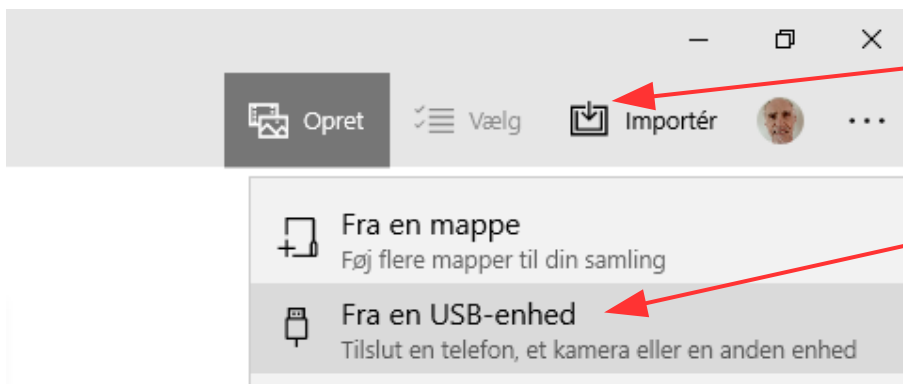 Opret Vælg Importér
Fra en mappe
Føj flere mapper til din samling
Fra en USB-enhed
Tilslut en telefon, et kamera eller en anden enhed